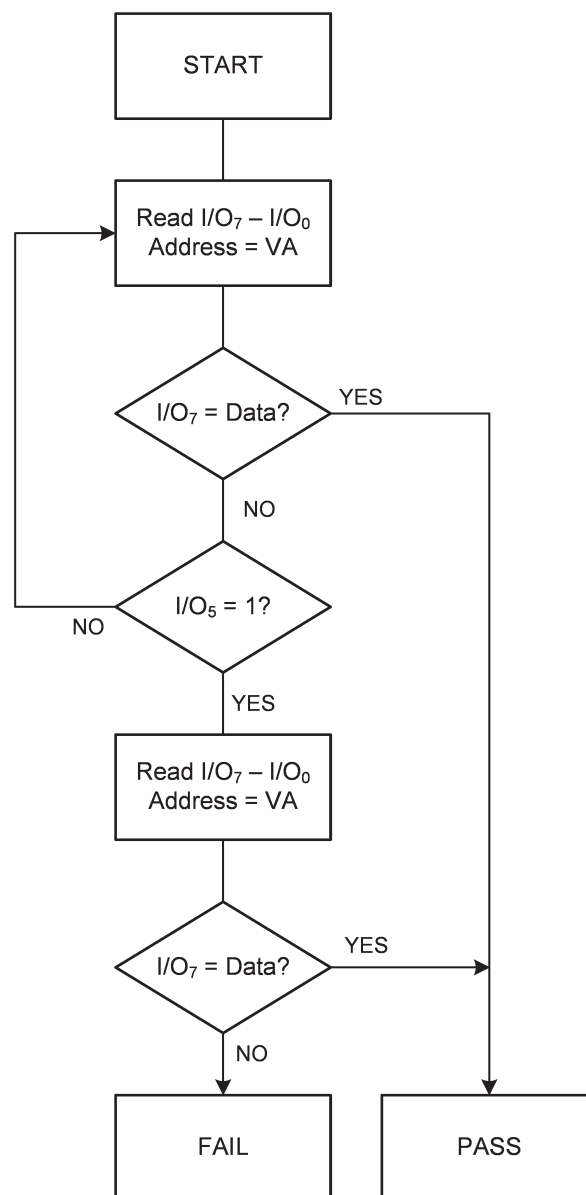 START
Read I/O₇ – I/O₀
Address = VA
I/O₇ = Data?
YES
NO
I/O₅ = 1?
NO
YES
Read I/O₇ – I/O₀
Address = VA
I/O₇ = Data?
YES
NO
FAIL
PASS